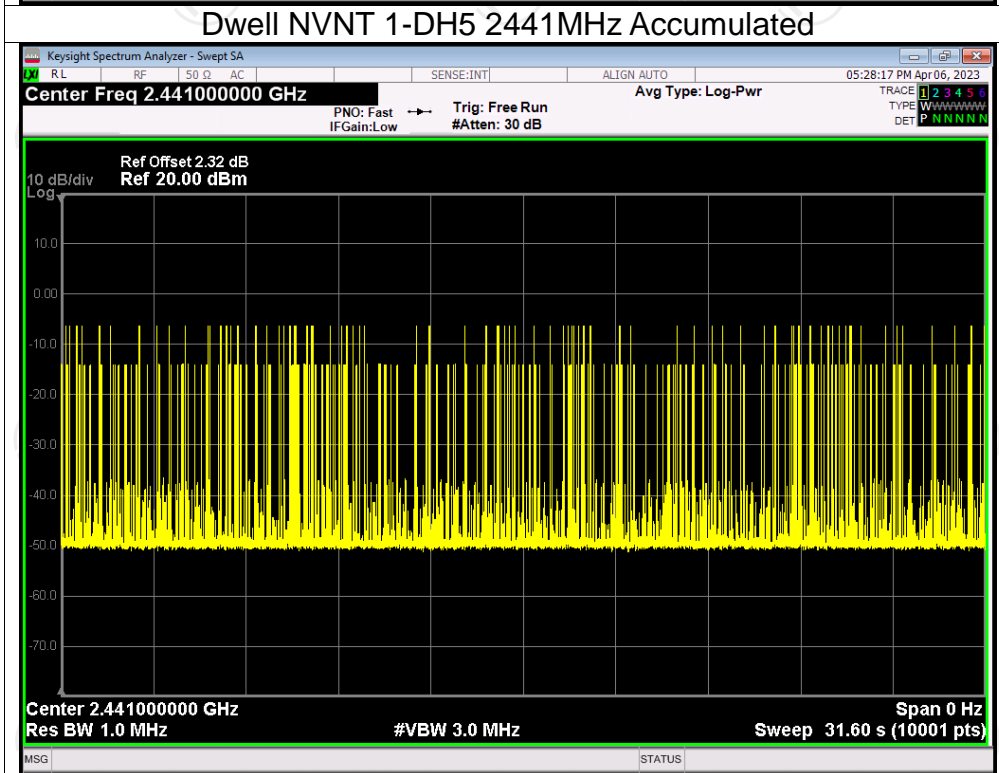 Dwell NVNT 1-DH5 2441MHz Accumulated
Keysight Spectrum Analyzer - Swept SA
LXI RL RF 50 Ω AC SENSE:INT ALIGN AUTO 05:28:17 PM Apr 06, 2023
Center Freq 2.441000000 GHz Avg Type: Log-Pwr TRACE 1 2 3 4 5 6
PNO: Fast Trig: Free Run TYPE WWWWWW
IFGain:Low #Atten: 30 dB DET P N N N N N
Ref Offset 2.32 dB
10 dB/div Ref 20.00 dBm
Log
10.0
0.00
-10.0
-20.0
-30.0
-40.0
-50.0
-60.0
-70.0
Center 2.441000000 GHz Span 0 Hz
Res BW 1.0 MHz #VBW 3.0 MHz Sweep 31.60 s (10001 pts)
MSG STATUS